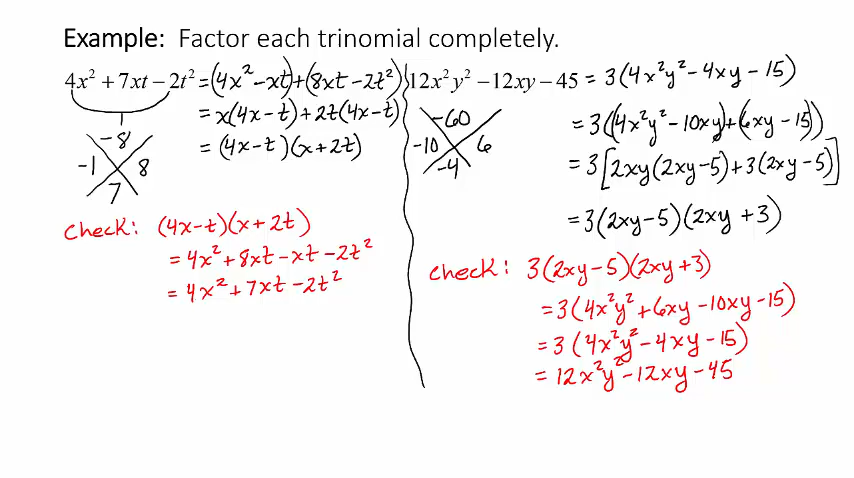 Example: Factor each trinomial completely.
4x² + 7xt − 2t² = (4x² − xt) + (8xt − 2t²)
= x(4x − t) + 2t(4x − t)
= (4x − t)(x + 2t)
−8
−1 8
7
check: (4x − t)(x + 2t)
= 4x² + 8xt − xt − 2t²
= 4x² + 7xt − 2t²
12x²y² − 12xy − 45 = 3(4x²y² − 4xy − 15)
= 3((4x²y² − 10xy) + (6xy − 15))
= 3[2xy(2xy − 5) + 3(2xy − 5)]
= 3(2xy − 5)(2xy + 3)
−60
−10 6
−4
check: 3(2xy − 5)(2xy + 3)
= 3(4x²y² + 6xy − 10xy − 15)
= 3(4x²y² − 4xy − 15)
= 12x²y² − 12xy − 45